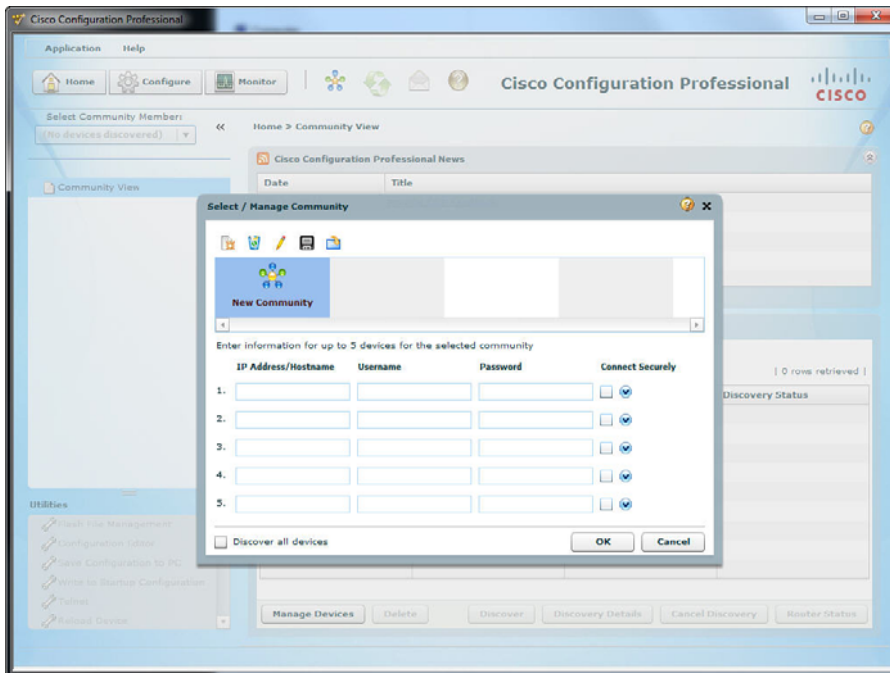 Cisco Configuration Professional
Application Help
Home Configure Monitor
Cisco Configuration Professional
CISCO
Select Community Member:
(No devices discovered)
Home > Community View
Cisco Configuration Professional News
Community View
Date Title
Select / Manage Community
New Community
Enter information for up to 5 devices for the selected community
IP Address/Hostname Username Password Connect Securely
1.
2.
3.
4.
5.
Discover all devices
OK Cancel
| 0 rows retrieved |
Discovery Status
Utilities
Flash File Management
Configuration Editor
Save Configuration to PC
Write to Startup Configuration
Telnet
Reload Device
Manage Devices Delete Discover Discovery Details Cancel Discovery Router Status